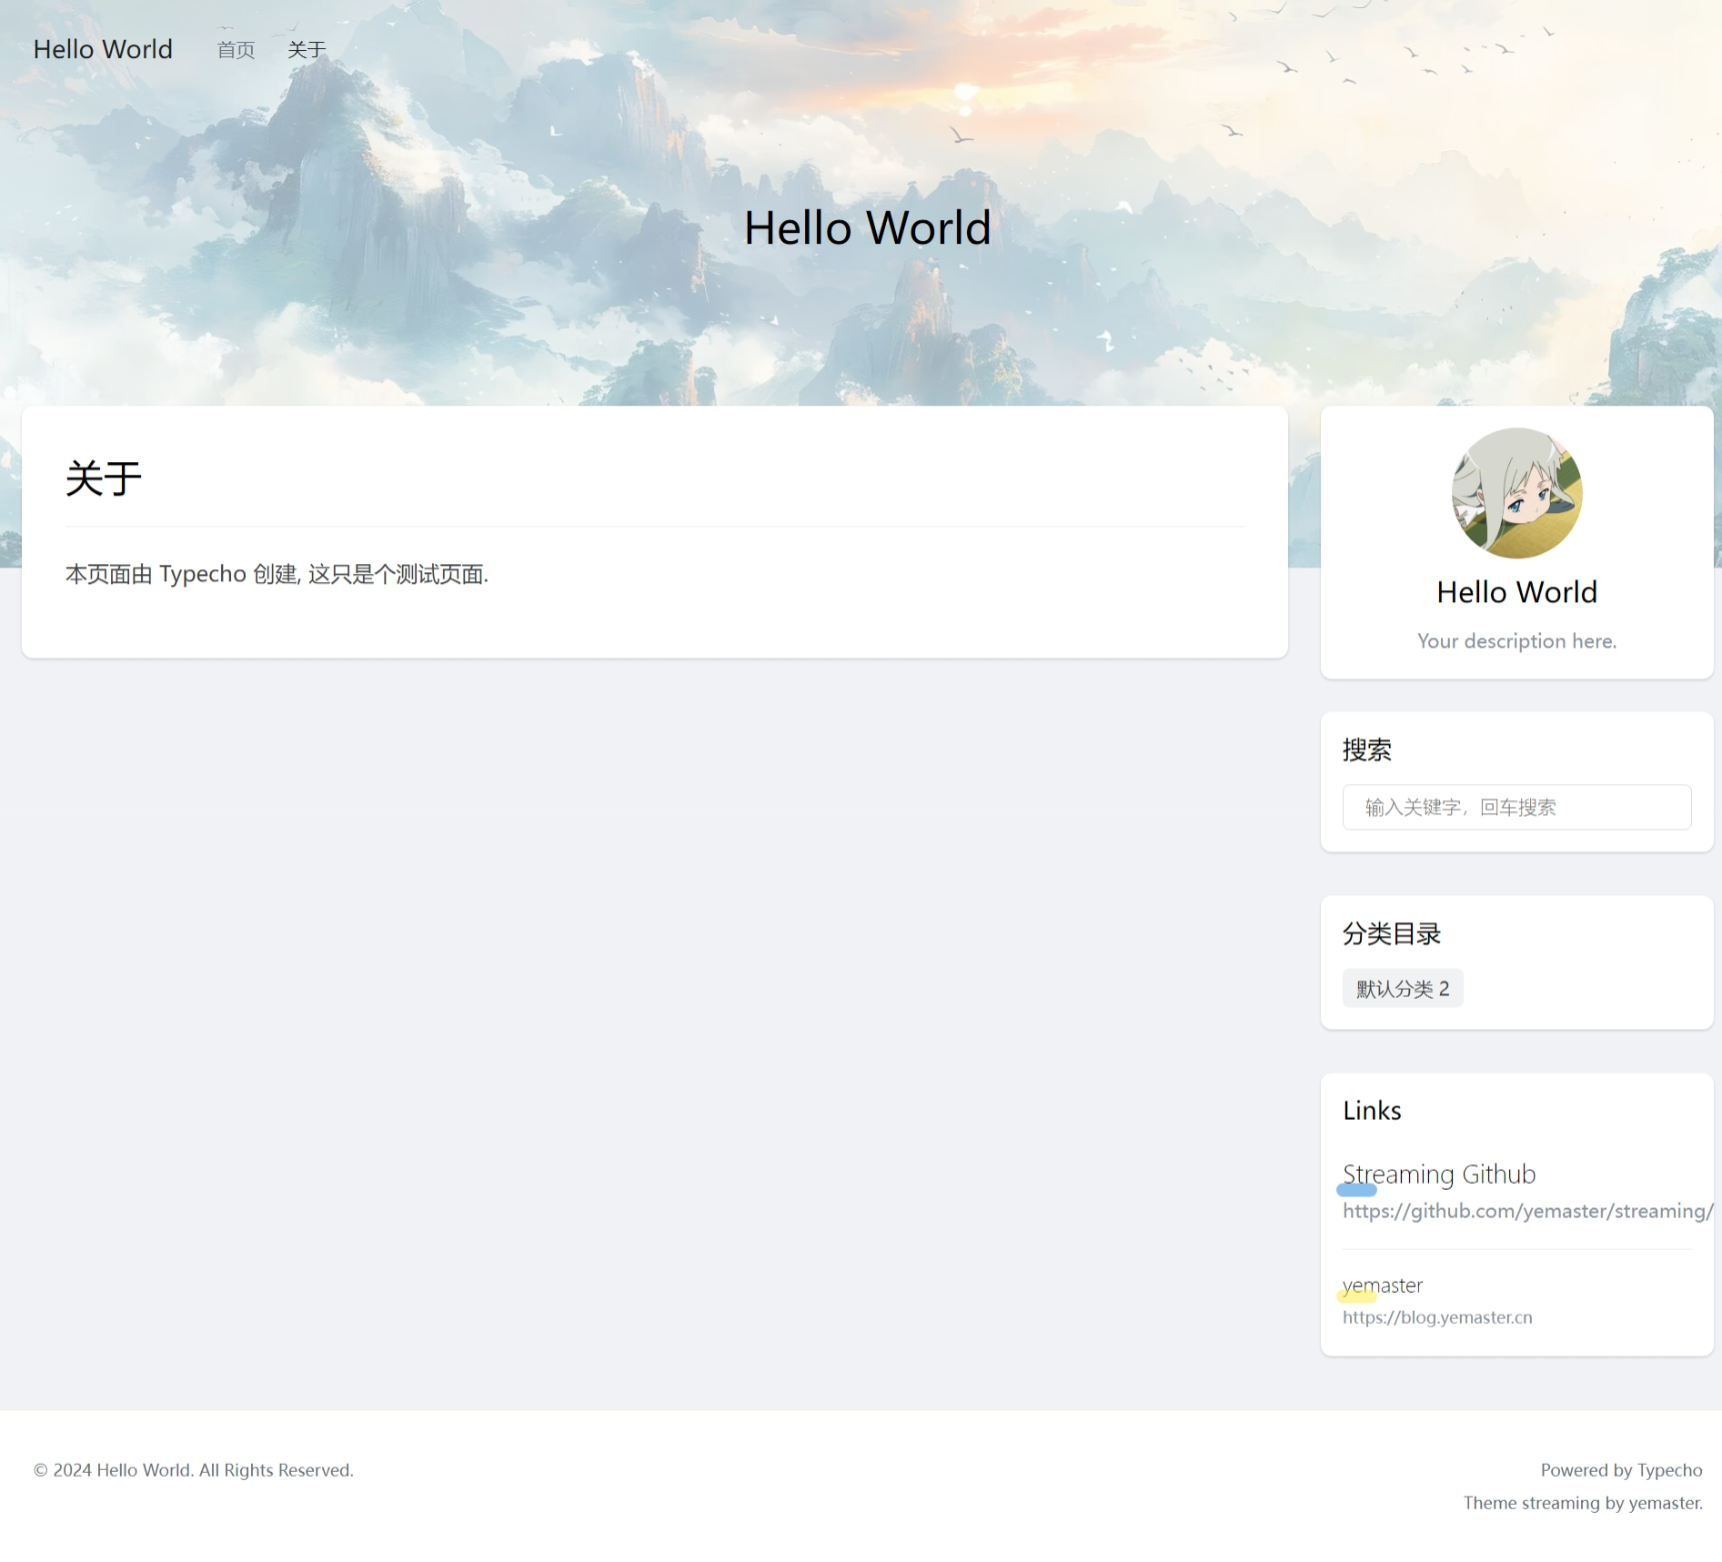 Hello World 首页 关于
Hello World
关于
本页面由 Typecho 创建, 这只是个测试页面.
Hello World
Your description here.
搜索
输入关键字，回车搜索
分类目录
默认分类 2
Links
Streaming Github
https://github.com/yemaster/streaming/
yemaster
https://blog.yemaster.cn
© 2024 Hello World. All Rights Reserved.
Powered by Typecho
Theme streaming by yemaster.